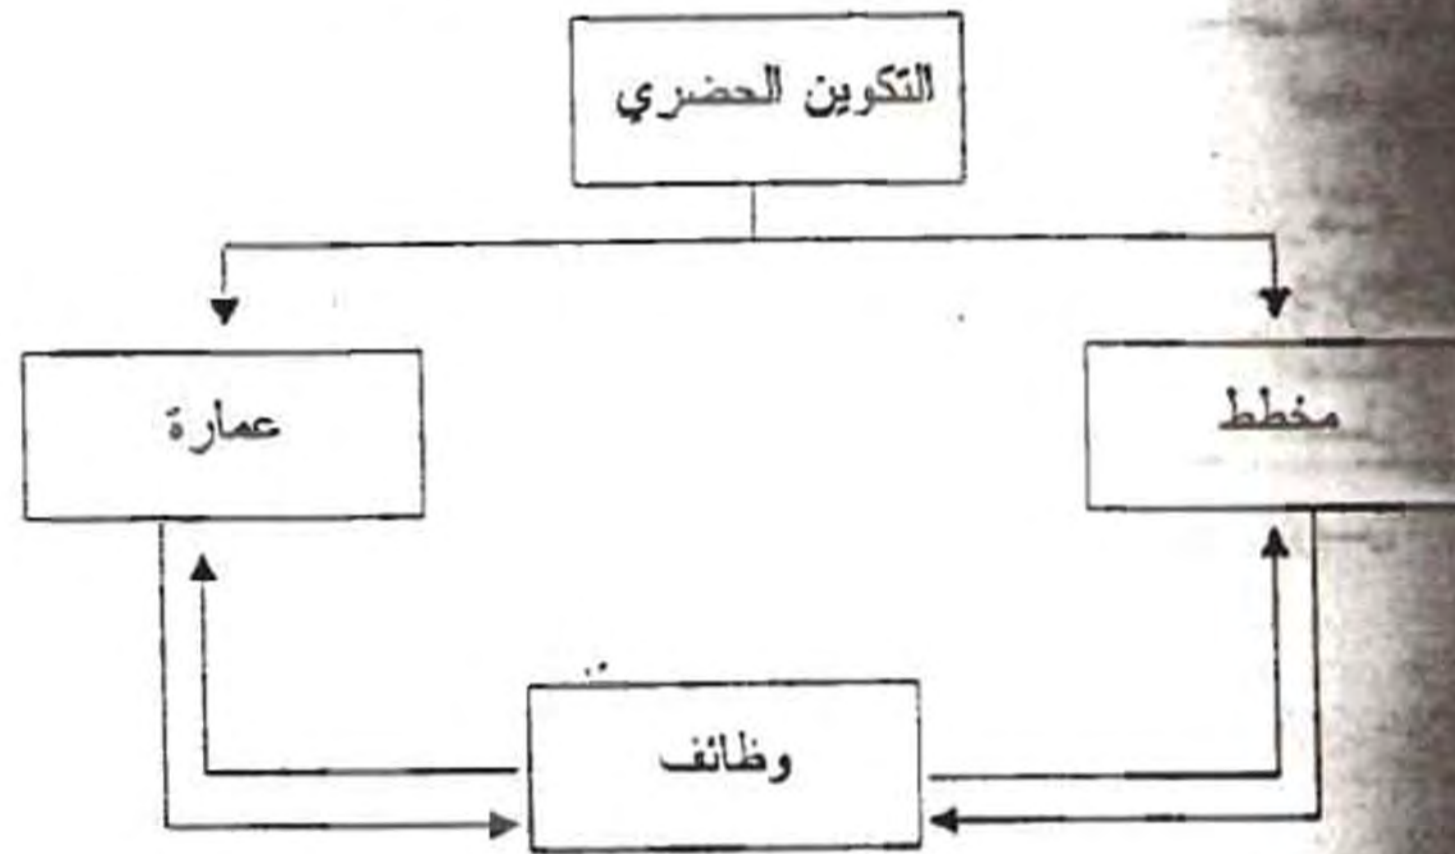 التكوين الحضري
مخطط
عمارة
وظائف